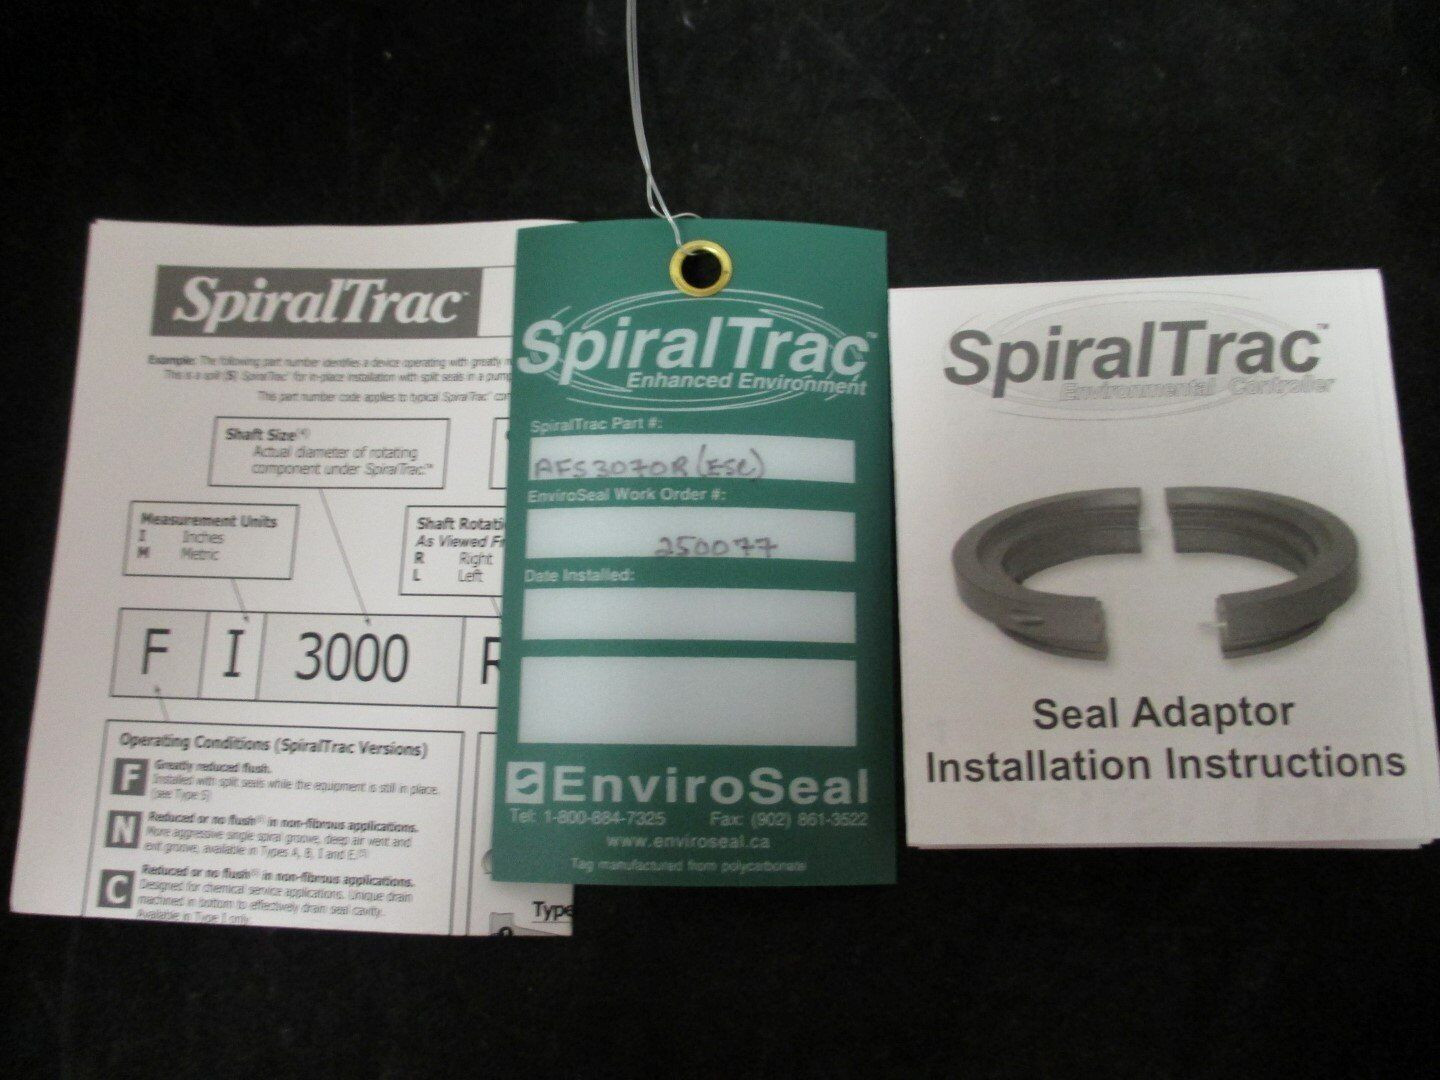 SpiralTrac™
Example: The following part number identifies a device operating with greatly
This is a split (S) SpiralTrac™ for in-place installation with split seals in a pump
This part number code applies to typical SpiralTrac™
Shaft Size(4)
Actual diameter of rotating
component under SpiralTrac™
Measurement Units
I Inches
M Metric
Shaft
As Viewed
R Right
L Left
F I 3000 R
Operating Conditions (SpiralTrac Versions)
F Greatly reduced flush.
Installed with split seals while the equipment is still in place.
(see Type S)
N Reduced or no flush in non-fibrous applications.
More aggressive single spiral groove, deep air vent and
exit groove, available in Types A, B, I and E.
C Reduced or no flush in non-fibrous applications.
Designed for chemical service applications. Unique drain
machined in bottom to effectively drain seal cavity.
Available in Type I only.
Type
SpiralTrac™
Enhanced Environment
SpiralTrac Part #:
AFS3070R (ESC)
EnviroSeal Work Order #:
250077
Date Installed:
EnviroSeal
Tel: 1-800-884-7325 Fax: (902) 861-3522
www.enviroseal.ca
Tag manufactured from polycarbonate
SpiralTrac™
Environmental Controller
Seal Adaptor
Installation Instructions